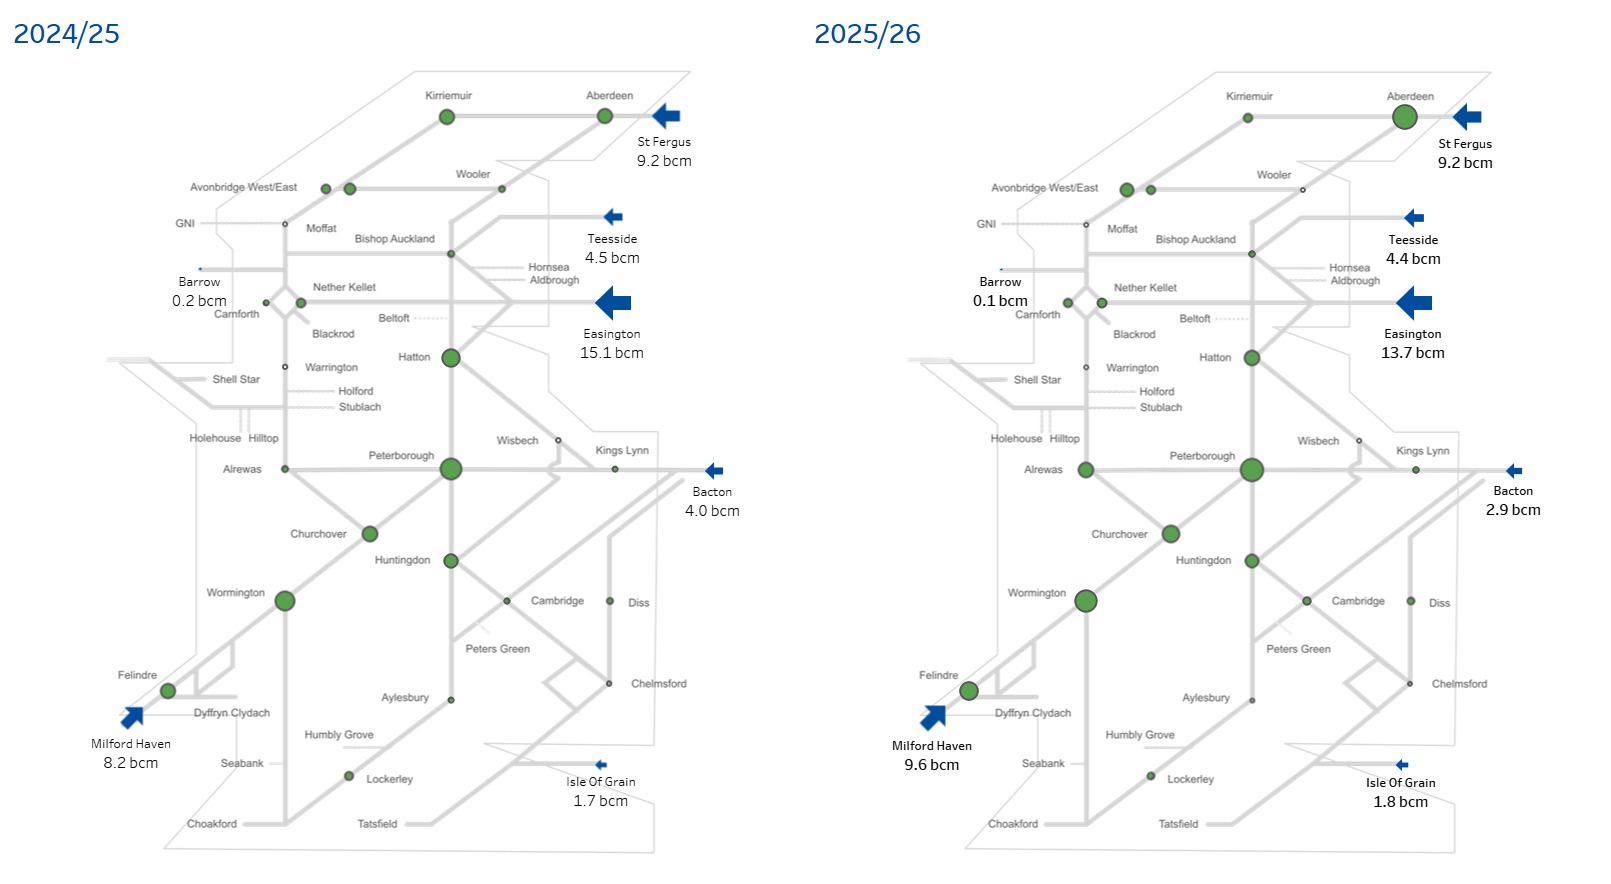 2024/25
Kirriemuir
Aberdeen
St Fergus
9.2 bcm
Wooler
Avonbridge West/East
GNI
Moffat
Bishop Auckland
Teesside
4.5 bcm
Hornsea
Aldbrough
Barrow
0.2 bcm
Nether Kellet
Carnforth
Beltoft
Blackrod
Easington
15.1 bcm
Hatton
Warrington
Shell Star
Holford
Stublach
Holehouse
Hilltop
Wisbech
Kings Lynn
Peterborough
Alrewas
Bacton
4.0 bcm
Churchover
Huntingdon
Wormington
Cambridge
Diss
Peters Green
Felindre
Chelmsford
Aylesbury
Dyffryn Clydach
Humbly Grove
Milford Haven
8.2 bcm
Seabank
Lockerley
Isle Of Grain
1.7 bcm
Choakford
Tatsfield
2025/26
Kirriemuir
Aberdeen
St Fergus
9.2 bcm
Wooler
Avonbridge West/East
GNI
Moffat
Bishop Auckland
Teesside
4.4 bcm
Hornsea
Aldbrough
Barrow
0.1 bcm
Nether Kellet
Carnforth
Beltoft
Blackrod
Easington
13.7 bcm
Hatton
Warrington
Shell Star
Holford
Stublach
Holehouse
Hilltop
Wisbech
Kings Lynn
Peterborough
Alrewas
Bacton
2.9 bcm
Churchover
Huntingdon
Wormington
Cambridge
Diss
Peters Green
Felindre
Chelmsford
Aylesbury
Dyffryn Clydach
Humbly Grove
Milford Haven
9.6 bcm
Seabank
Lockerley
Isle Of Grain
1.8 bcm
Choakford
Tatsfield